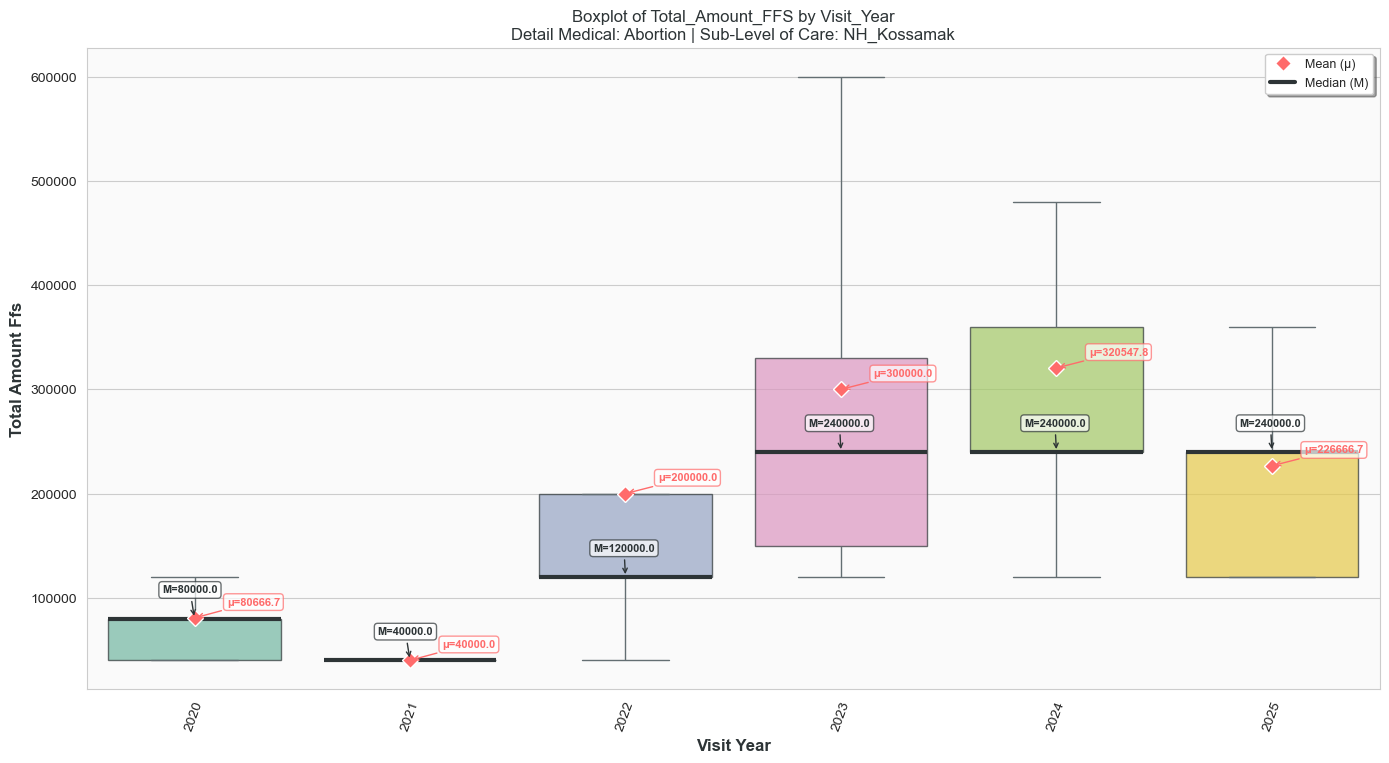 Boxplot of Total_Amount_FFS by Visit_Year
Detail Medical: Abortion | Sub-Level of Care: NH_Kossamak
Mean (μ)
Median (M)
Total Amount Ffs
600000
500000
400000
300000
200000
100000
M=80000.0
μ=80666.7
M=40000.0
μ=40000.0
M=120000.0
μ=200000.0
M=240000.0
μ=300000.0
M=240000.0
μ=320547.8
M=240000.0
μ=226666.7
2020
2021
2022
2023
2024
2025
Visit Year